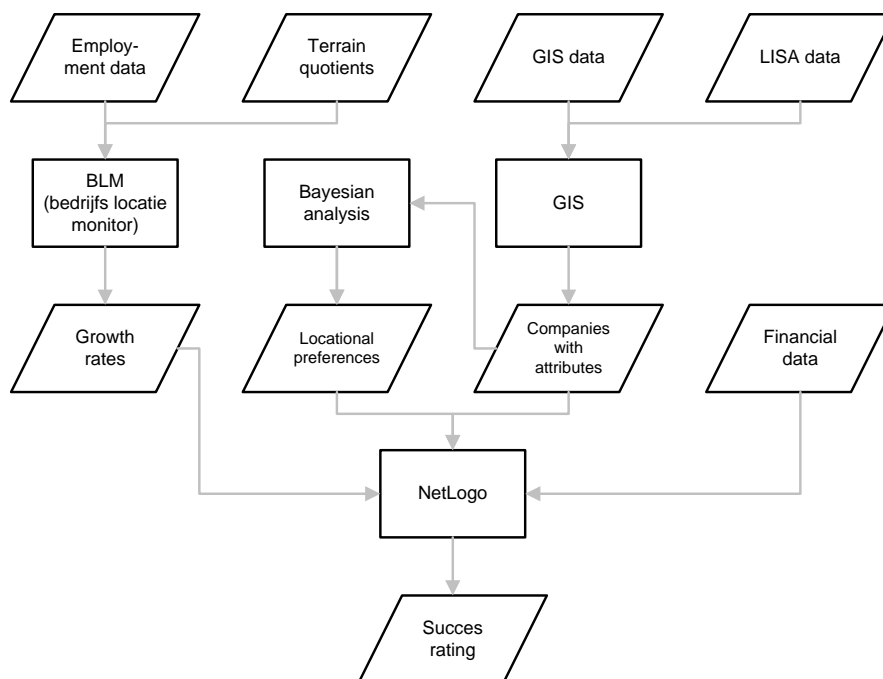 Employ-
ment data
Terrain
quotients
GIS data
LISA data
BLM
(bedrijfs locatie
monitor)
Bayesian
analysis
GIS
Growth
rates
Locational
preferences
Companies
with
attributes
Financial
data
NetLogo
Succes
rating